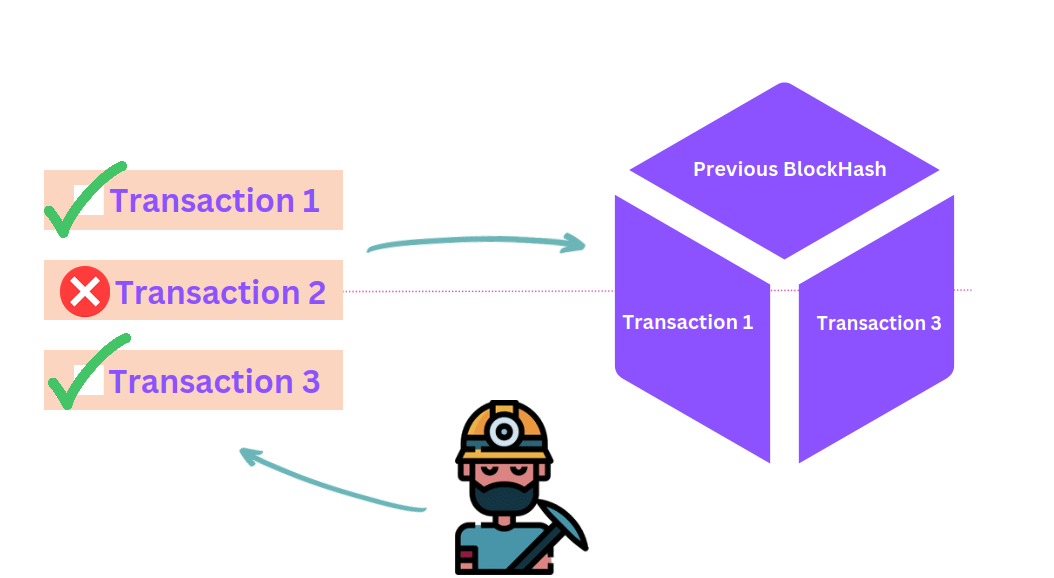 Transaction 1
Transaction 2
Transaction 3
Previous BlockHash
Transaction 1
Transaction 3